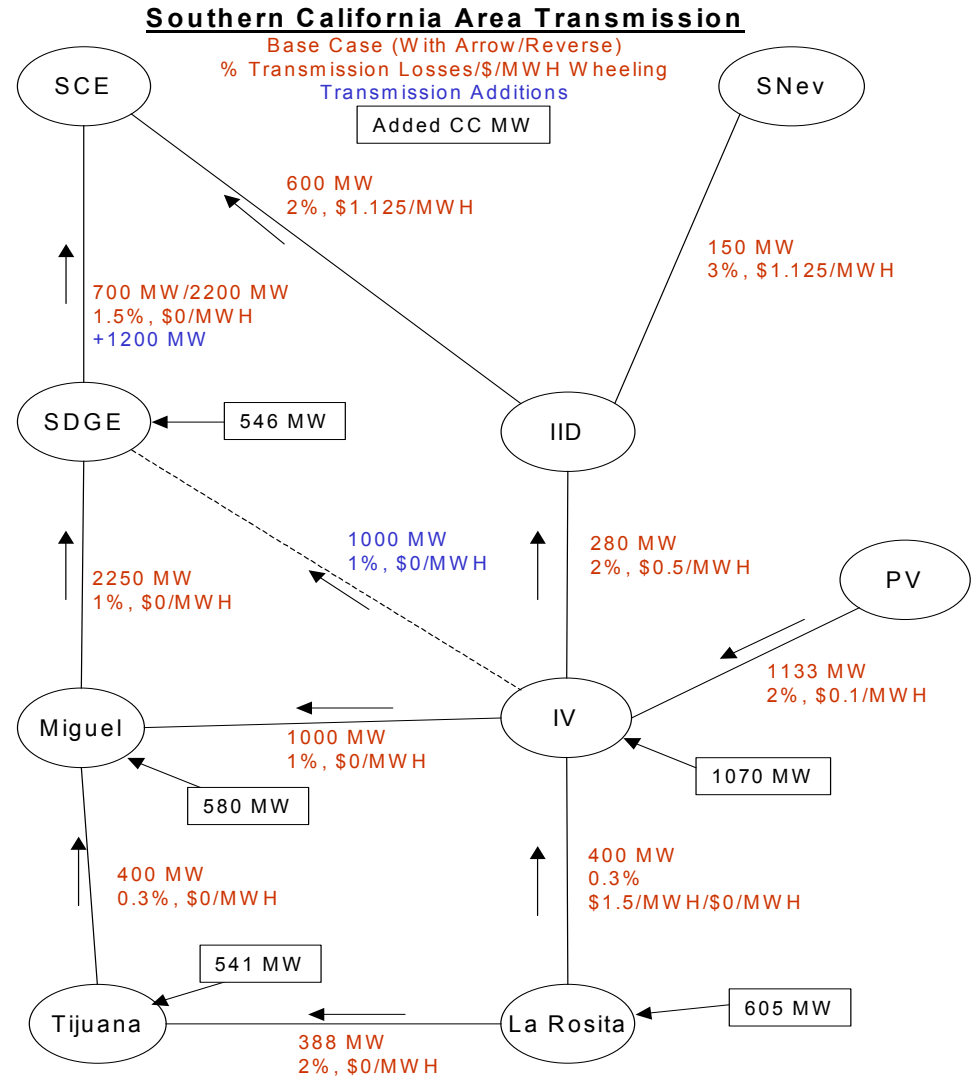 Southern California Area Transmission
Base Case (With Arrow/Reverse)
% Transmission Losses/$/MWH Wheeling
Transmission Additions
Added CC MW
SCE
SNev
600 MW
2%, $1.125/MWH
150 MW
3%, $1.125/MWH
700 MW/2200 MW
1.5%, $0/MWH
+1200 MW
SDGE
546 MW
IID
1000 MW
1%, $0/MWH
280 MW
2%, $0.5/MWH
PV
2250 MW
1%, $0/MWH
1133 MW
2%, $0.1/MWH
Miguel
IV
1000 MW
1%, $0/MWH
1070 MW
580 MW
400 MW
0.3%, $0/MWH
400 MW
0.3%
$1.5/MWH/$0/MWH
541 MW
605 MW
Tijuana
La Rosita
388 MW
2%, $0/MWH